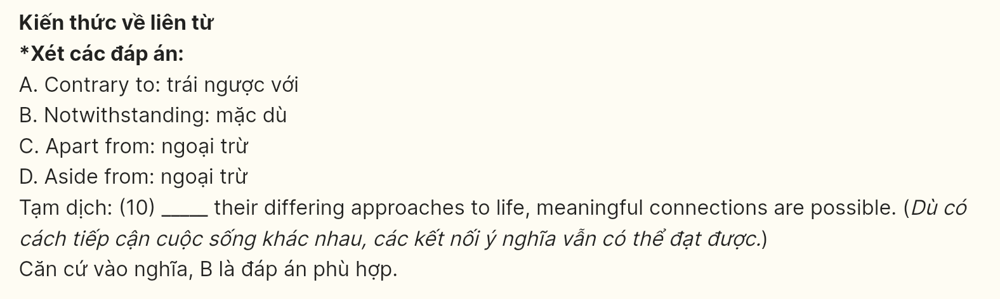 Kiến thức về liên từ
*Xét các đáp án:
A. Contrary to: trái ngược với
B. Notwithstanding: mặc dù
C. Apart from: ngoại trừ
D. Aside from: ngoại trừ
Tạm dịch: (10) _____ their differing approaches to life, meaningful connections are possible. (Dù có
cách tiếp cận cuộc sống khác nhau, các kết nối ý nghĩa vẫn có thể đạt được.)
Căn cứ vào nghĩa, B là đáp án phù hợp.